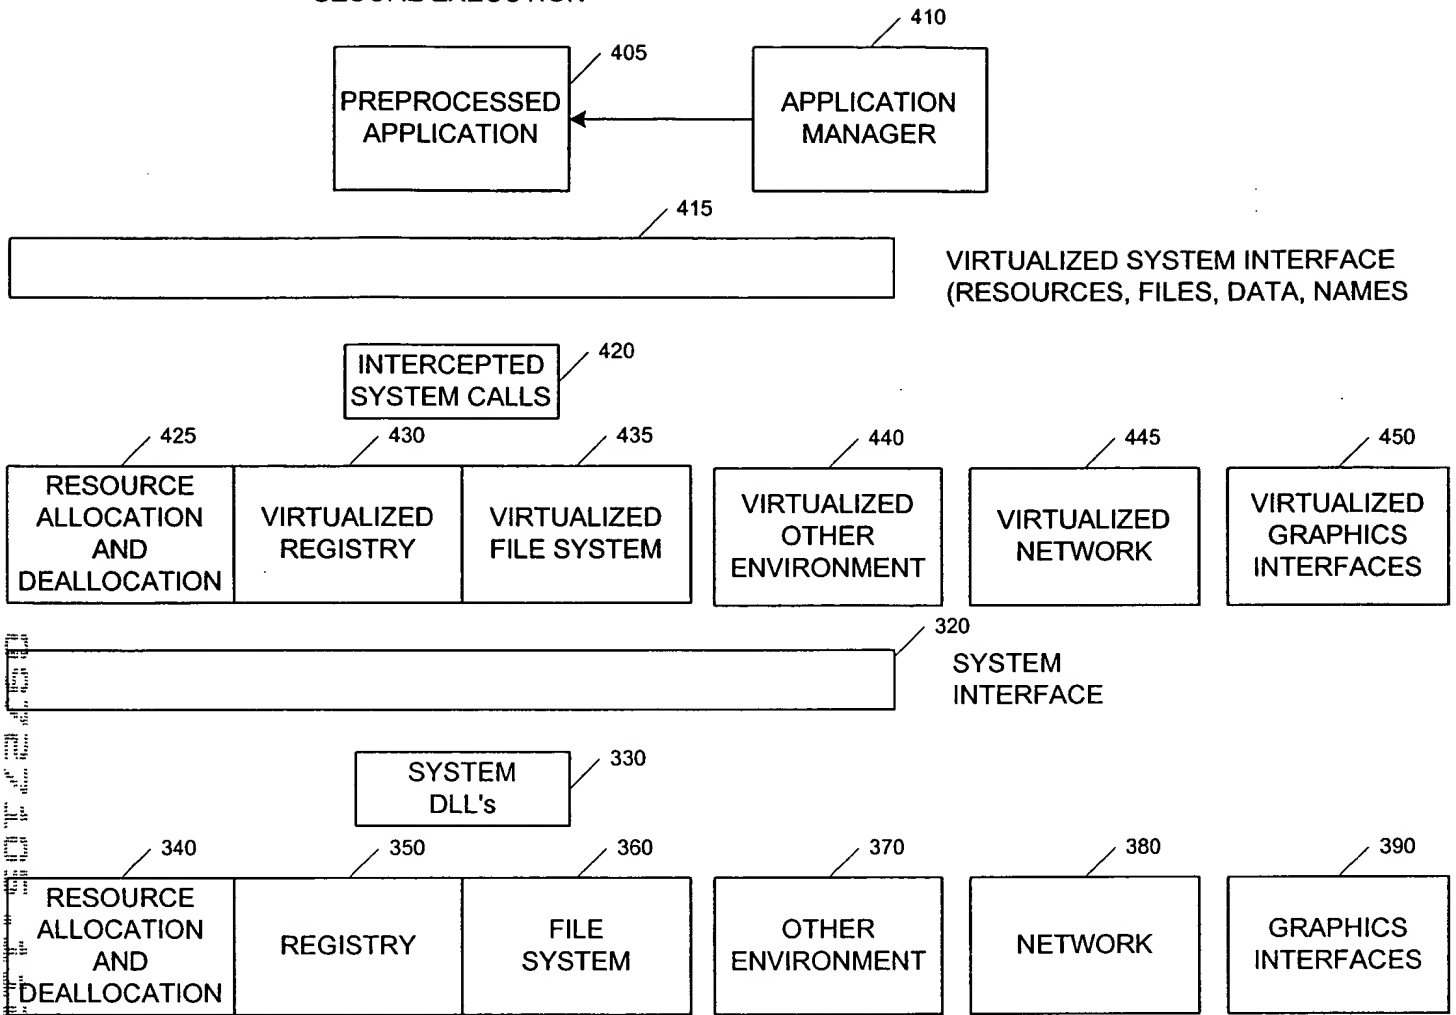 SECURE EXECUTION
410
405
PREPROCESSED
APPLICATION
APPLICATION
MANAGER
415
VIRTUALIZED SYSTEM INTERFACE
(RESOURCES, FILES, DATA, NAMES
INTERCEPTED
SYSTEM CALLS
420
425
430
435
440
445
450
RESOURCE
ALLOCATION
AND
DEALLOCATION
VIRTUALIZED
REGISTRY
VIRTUALIZED
FILE SYSTEM
VIRTUALIZED
OTHER
ENVIRONMENT
VIRTUALIZED
NETWORK
VIRTUALIZED
GRAPHICS
INTERFACES
320
SYSTEM
INTERFACE
SYSTEM
DLL's
330
340
350
360
370
380
390
RESOURCE
ALLOCATION
AND
DEALLOCATION
REGISTRY
FILE
SYSTEM
OTHER
ENVIRONMENT
NETWORK
GRAPHICS
INTERFACES